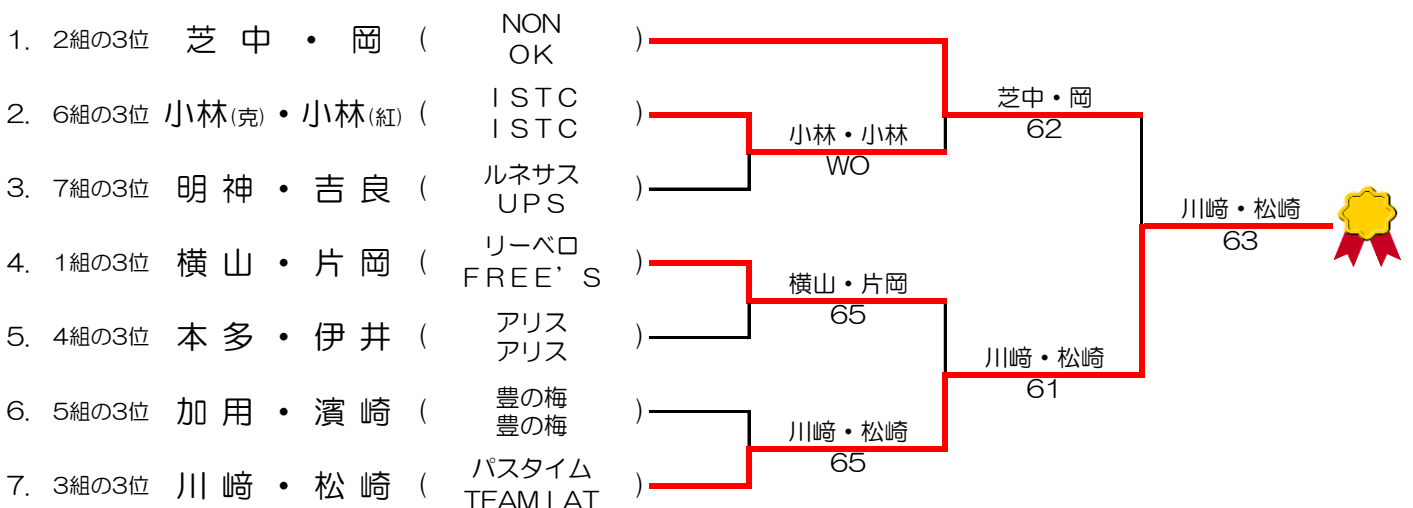 NON
1. 2組の3位 芝 中 ・ 岡 ( )
OK
ISTC
2. 6組の3位 小林(克)・小林(紅) ( )
ISTC
ルネサス
3. 7組の3位 明 神 ・ 吉 良 ( )
UPS
リーベロ
4. 1組の3位 横 山 ・ 片 岡 ( )
FREE'S
アリス
5. 4組の3位 本 多 ・ 伊 井 ( )
アリス
豊の梅
6. 5組の3位 加 用 ・ 濱 崎 ( )
豊の梅
パスタイム
7. 3組の3位 川 﨑 ・ 松 崎 ( )
TEAM LAT
小林・小林
WO
横山・片岡
65
川﨑・松崎
65
芝中・岡
62
川﨑・松崎
61
川﨑・松崎
63